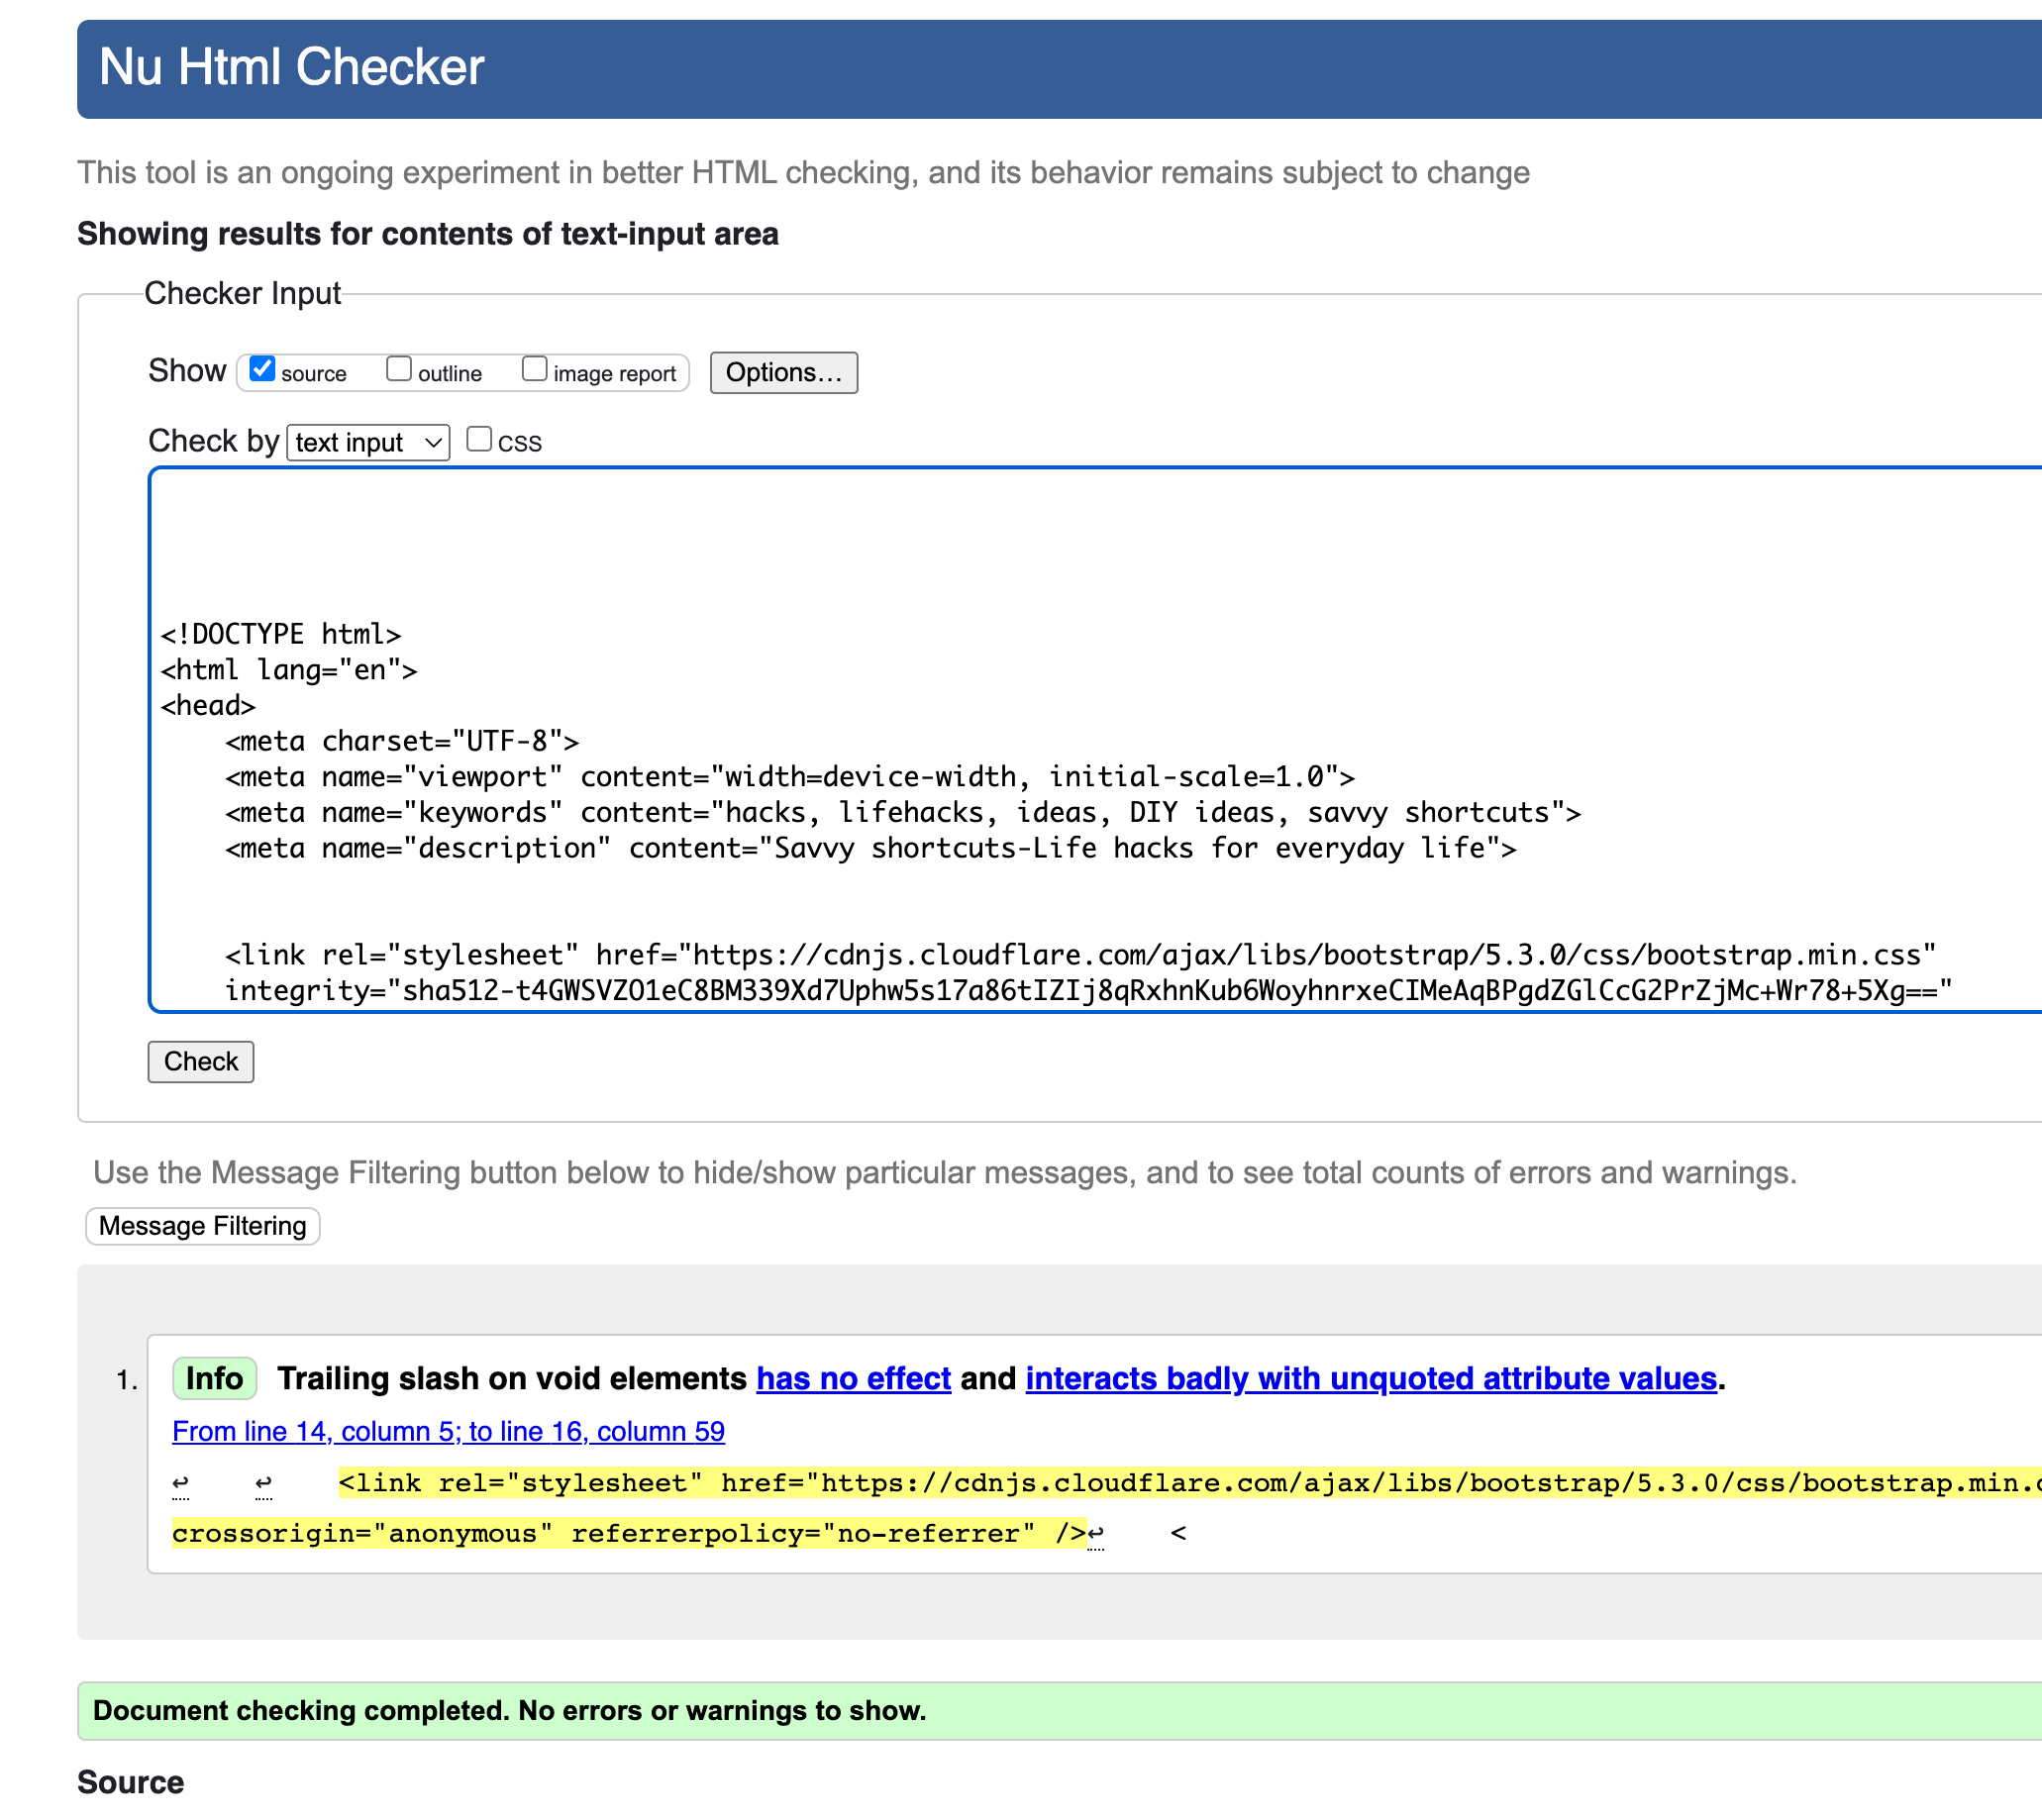 Nu Html Checker
This tool is an ongoing experiment in better HTML checking, and its behavior remains subject to change
Showing results for contents of text-input area
Checker Input
Show source outline image report Options...
Check by text input CSS
<!DOCTYPE html>
<html lang="en">
<head>
    <meta charset="UTF-8">
    <meta name="viewport" content="width=device-width, initial-scale=1.0">
    <meta name="keywords" content="hacks, lifehacks, ideas, DIY ideas, savvy shortcuts">
    <meta name="description" content="Savvy shortcuts-Life hacks for everyday life">
    <link rel="stylesheet" href="https://cdnjs.cloudflare.com/ajax/libs/bootstrap/5.3.0/css/bootstrap.min.css"
    integrity="sha512-t4GWSVZO1eC8BM339Xd7Uphw5s17a86tIZIj8qRxhnKub6WoyhnrxeCIMeAqBPgdZGlCcG2PrZjMc+Wr78+5Xg=="
Check
Use the Message Filtering button below to hide/show particular messages, and to see total counts of errors and warnings.
Message Filtering
1. Info Trailing slash on void elements has no effect and interacts badly with unquoted attribute values.
From line 14, column 5; to line 16, column 59
↩    ↩    <link rel="stylesheet" href="https://cdnjs.cloudflare.com/ajax/libs/bootstrap/5.3.0/css/bootstrap.min.
crossorigin="anonymous" referrerpolicy="no-referrer" />↩    <
Document checking completed. No errors or warnings to show.
Source